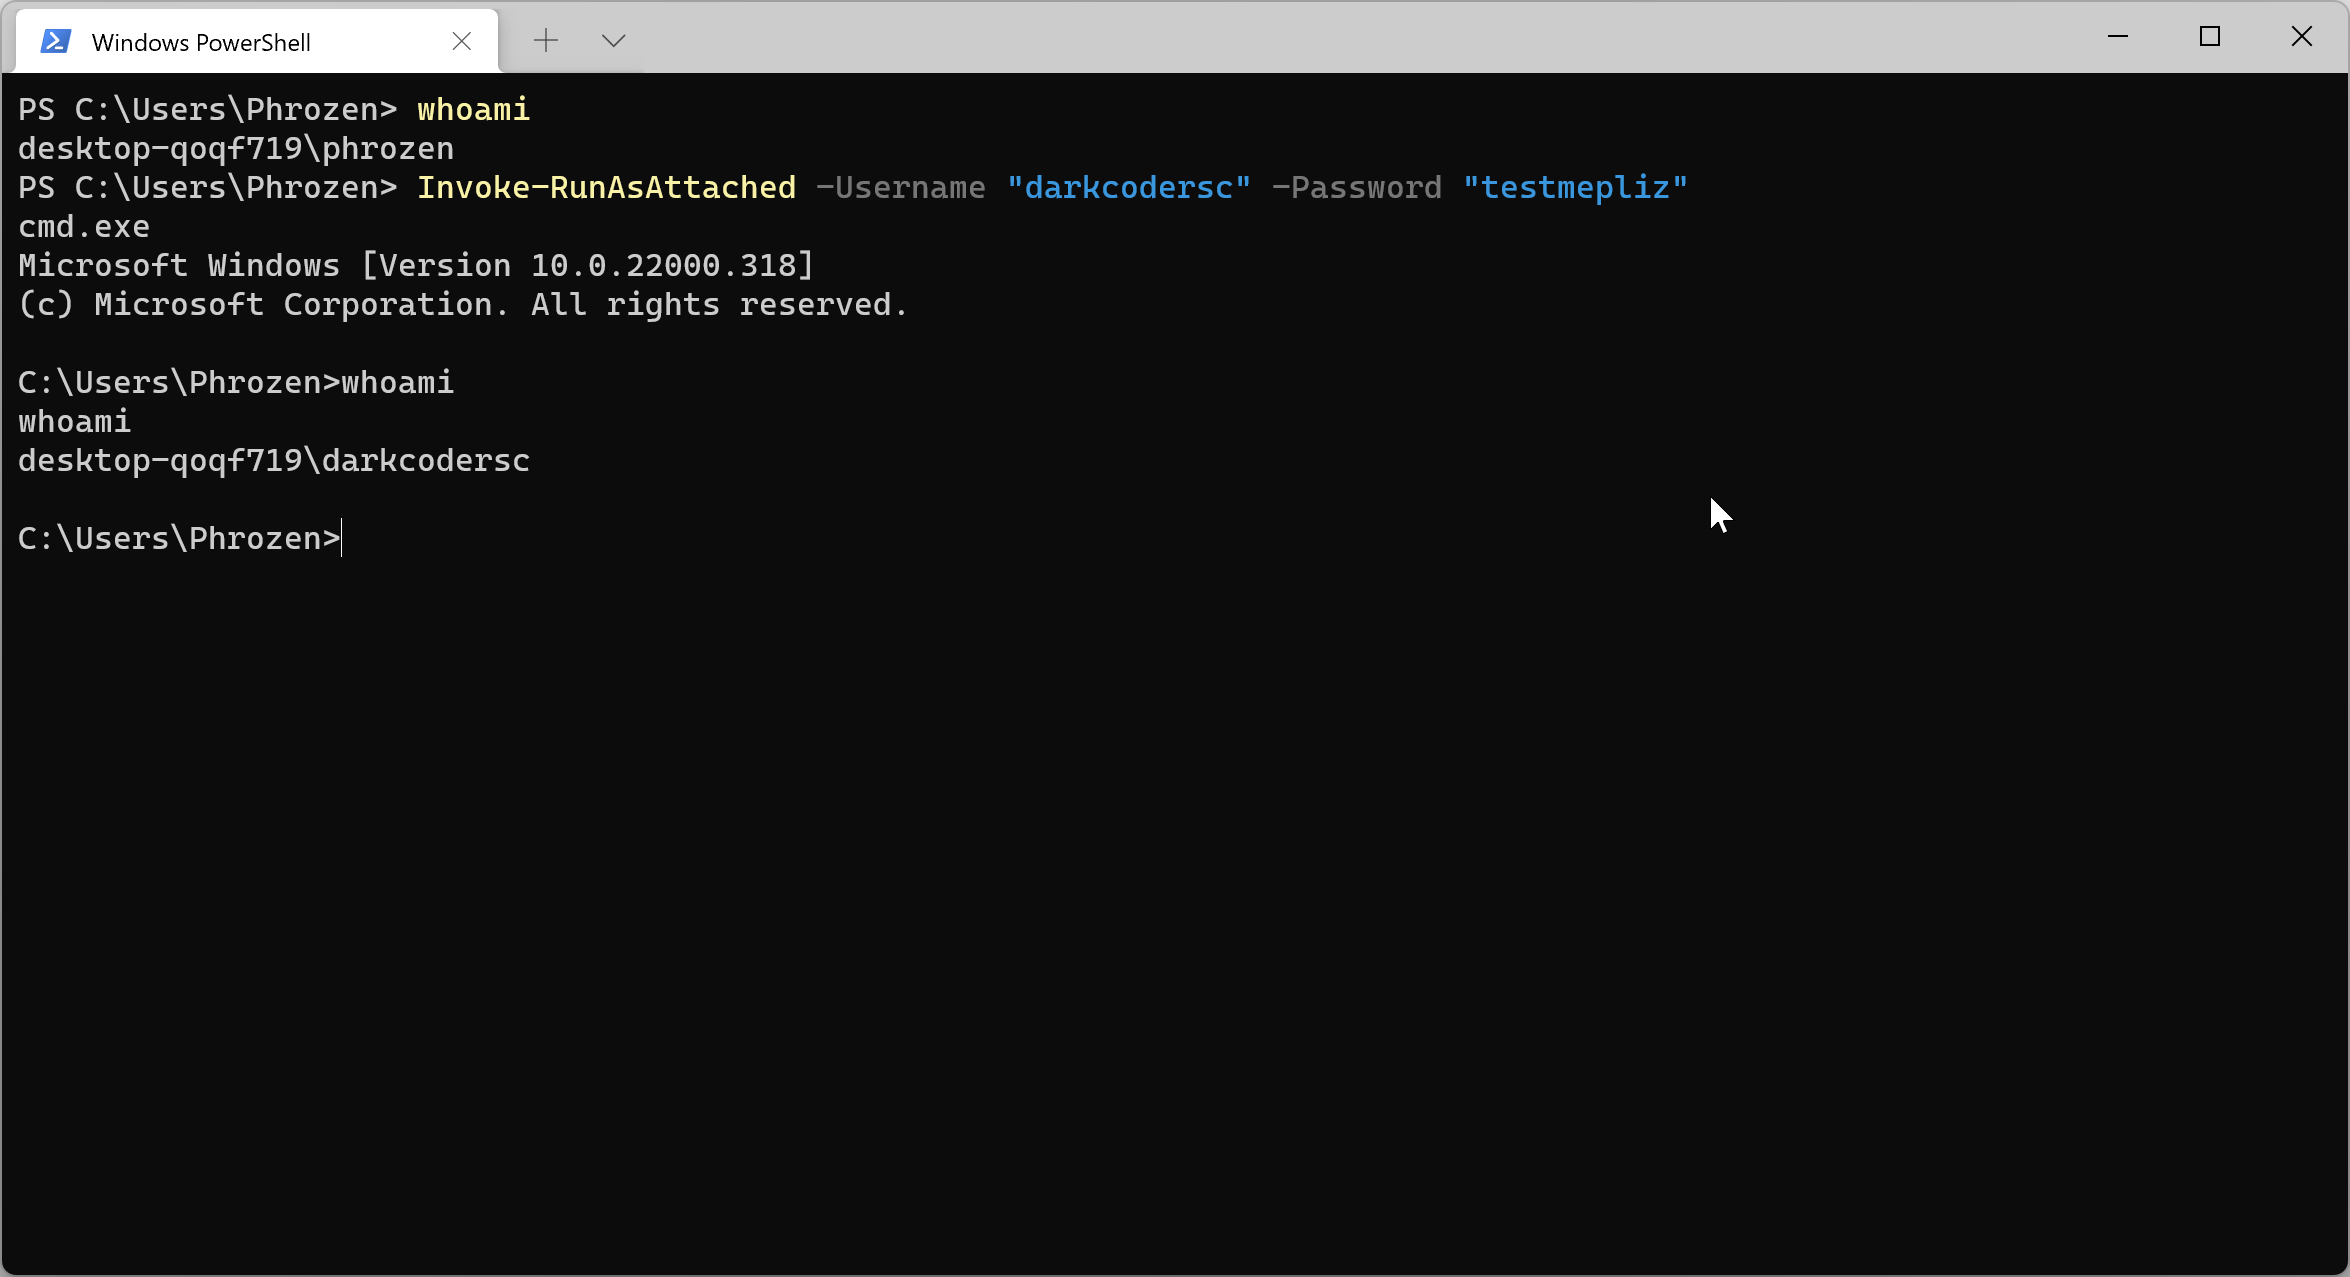 Windows PowerShell
PS C:\Users\Phrozen> whoami
desktop-qoqf719\phrozen
PS C:\Users\Phrozen> Invoke-RunAsAttached -Username "darkcodersc" -Password "testmepliz"
cmd.exe
Microsoft Windows [Version 10.0.22000.318]
(c) Microsoft Corporation. All rights reserved.
C:\Users\Phrozen>whoami
whoami
desktop-qoqf719\darkcodersc
C:\Users\Phrozen>